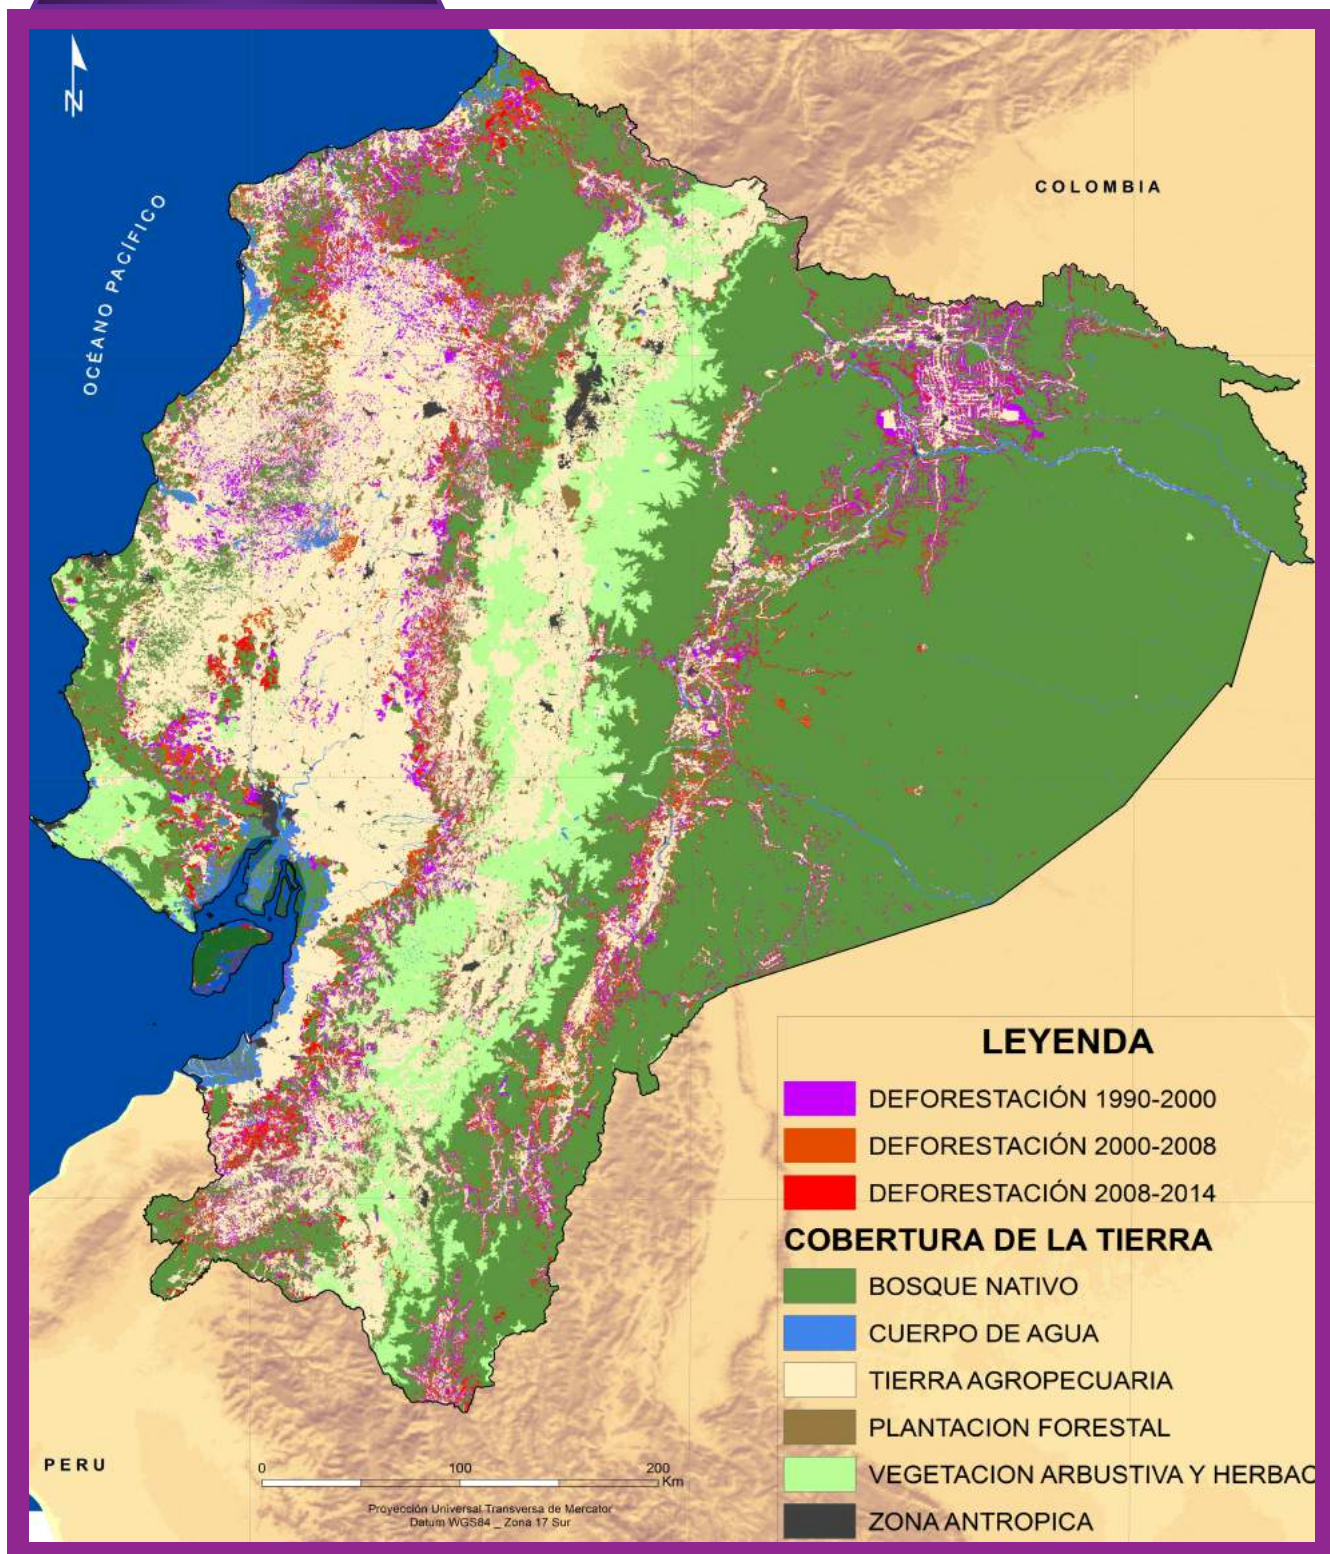 N
COLOMBIA
OCÉANO PACÍFICO
LEYENDA
DEFORESTACIÓN 1990-2000
DEFORESTACIÓN 2000-2008
DEFORESTACIÓN 2008-2014
COBERTURA DE LA TIERRA
BOSQUE NATIVO
CUERPO DE AGUA
TIERRA AGROPECUARIA
PLANTACION FORESTAL
VEGETACION ARBUSTIVA Y HERBAC
ZONA ANTROPICA
PERU
0 100 200
Km
Proyección Universal Transversa de Mercator
Datum WGS84 _ Zona 17 Sur